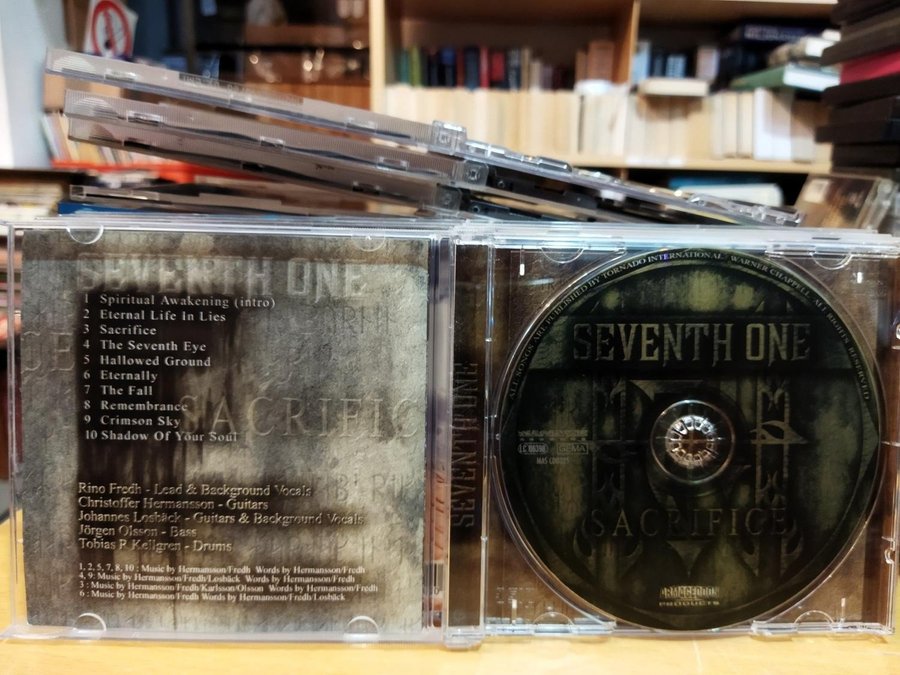 SEVENTH ONE
1 Spiritual Awakening (intro)
2 Eternal Life In Lies
3 Sacrifice
4 The Seventh Eye
5 Hallowed Ground
6 Eternally
7 The Fall
8 Remembrance
9 Crimson Sky
10 Shadow Of Your Soul
SACRIFIC
Rino Fredh - Lead & Background Vocals
Christoffer Hermansson - Guitars
Johannes Losbäck - Guitars & Background Vocals
Jörgen Olsson - Bass
Tobias R Kellgren - Drums
1, 2, 5, 7, 8, 10 : Music by Hermansson/Fredh Words by Hermansson/Fredh
4, 9: Music by Hermansson/Fredh/Losbäck Words by Hermansson/Fredh
3 : Music by Hermansson/Fredh/Karlsson/Olsson Words by Hermansson/Fredh
6 : Music by Hermansson/Fredh Words by Hermansson/Fredh/Losbäck
SEVENTH ONE
ALL SONGS ARE PUBLISHED BY TORNADO INTERNATIONAL / WARNER CHAPPELL. ALL RIGHTS RESERVED
SEVENTH ONE
LC 06398
GEMA
SACRIFICE
ARMAGEDDON
PRODUCTS